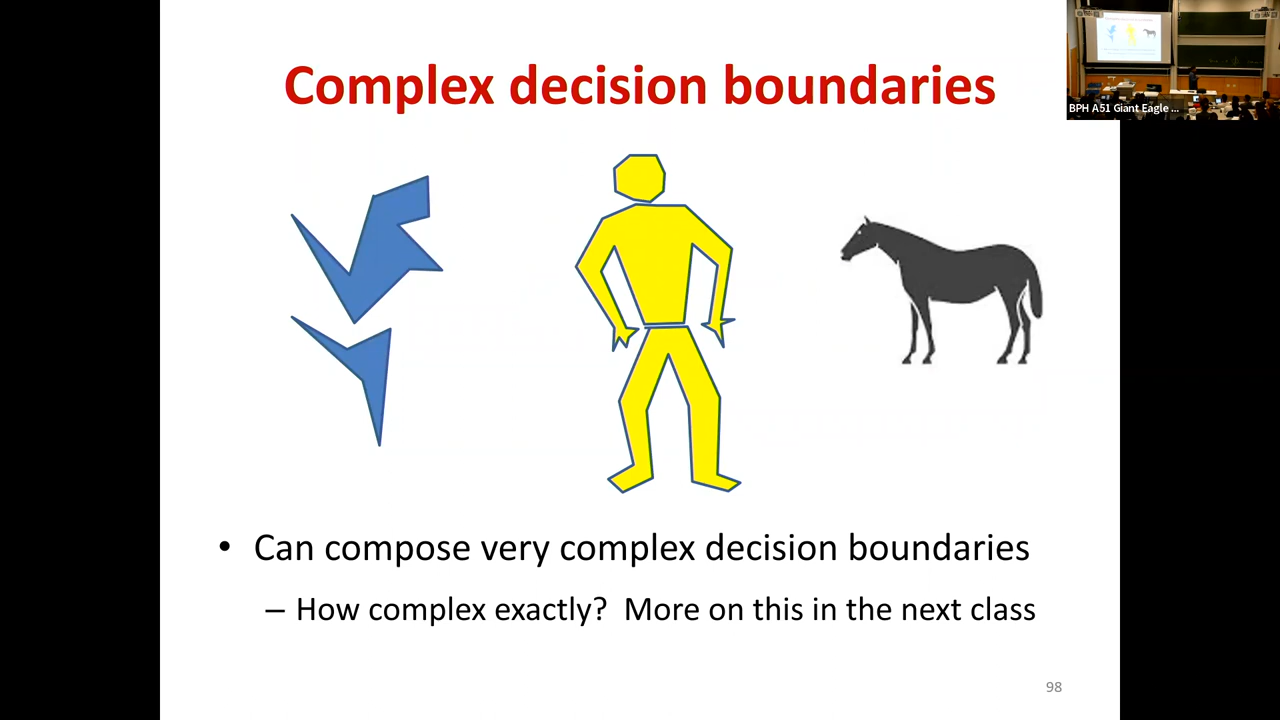 Complex decision boundaries
BPH A51 Giant Eagle ...
• Can compose very complex decision boundaries
– How complex exactly? More on this in the next class
98